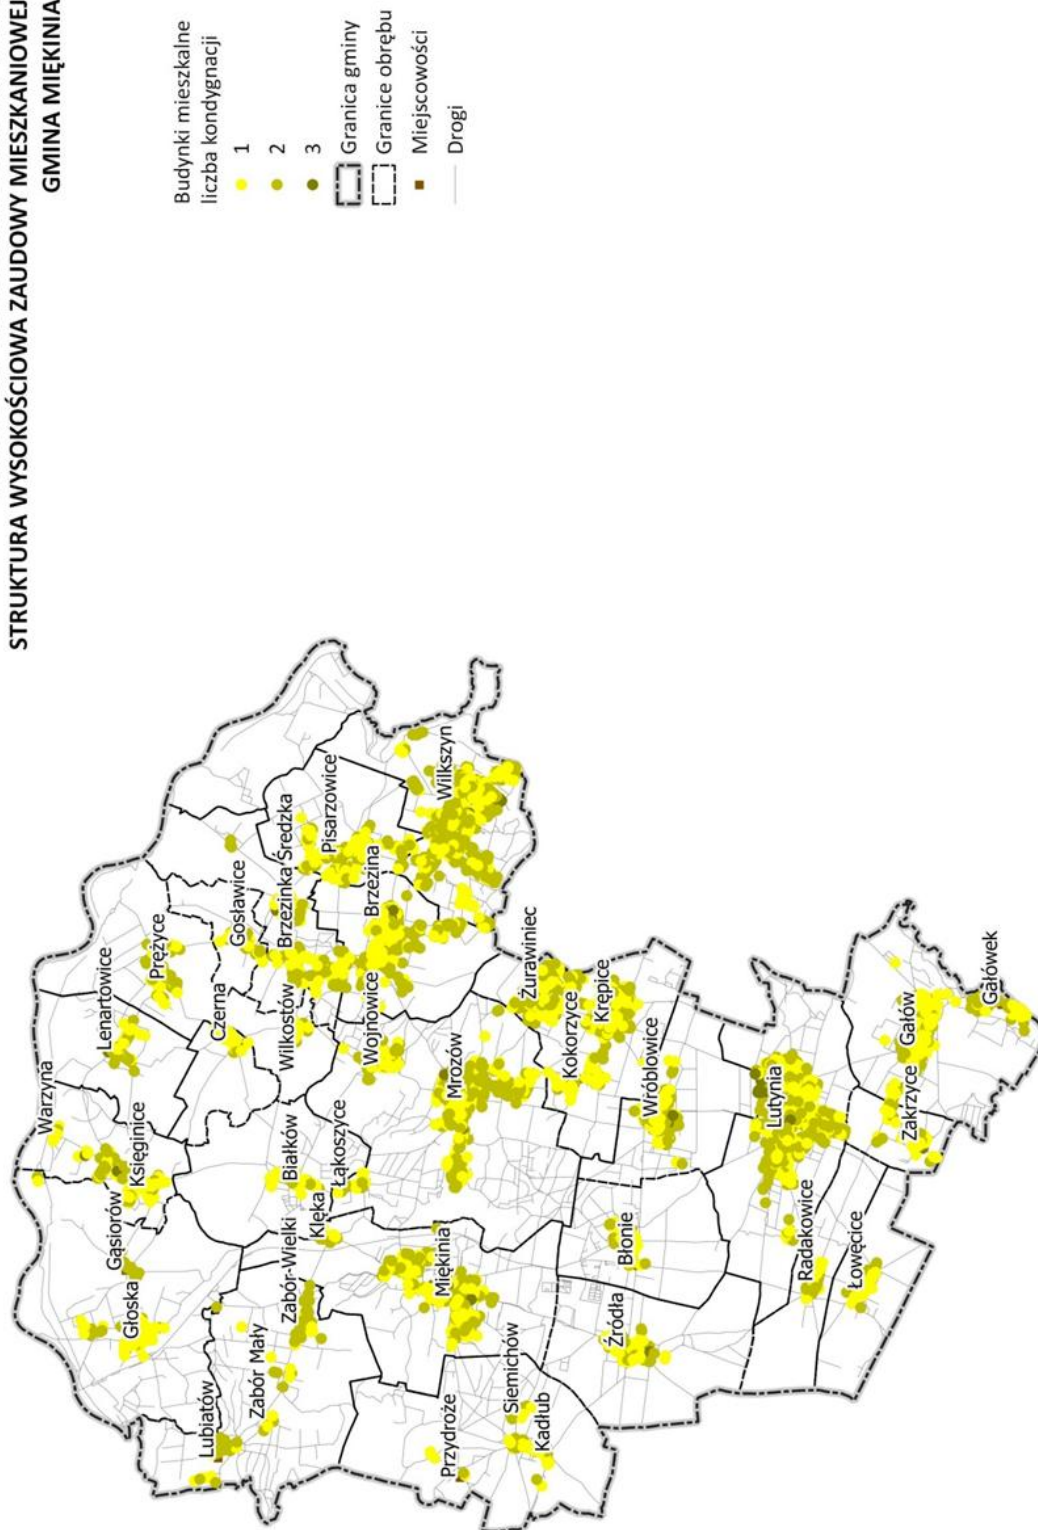 STRUKTURA WYSOKOŚCIOWA ZAUDOWY MIESZKANIOWEJ
GMINA MIĘKINIA
Budynki mieszkalne
liczba kondygnacji
1
2
3
Granica gminy
Granice obrębu
Miejscowości
Drogi
Warzyna
Lenartowice
Prężyce
Księginice
Gąsiorów
Głoska
Czerna
Gosławice
Brzezinka Średzka
Pisarzowice
Lubiatów
Zabór Mały
Zabór-Wielki
Klęka
Białków
Łąkoszyce
Wilkostów
Wojnowice
Brzezina
Wilkszyn
Przydroże
Miękinia
Mrozów
Siemichów
Kadłub
Żurawiniec
Kokorzyce
Krępice
Źródła
Błonie
Wróblowice
Lutynia
Radakowice
Łowęcice
Zakrzyce
Gałów
Gałówek